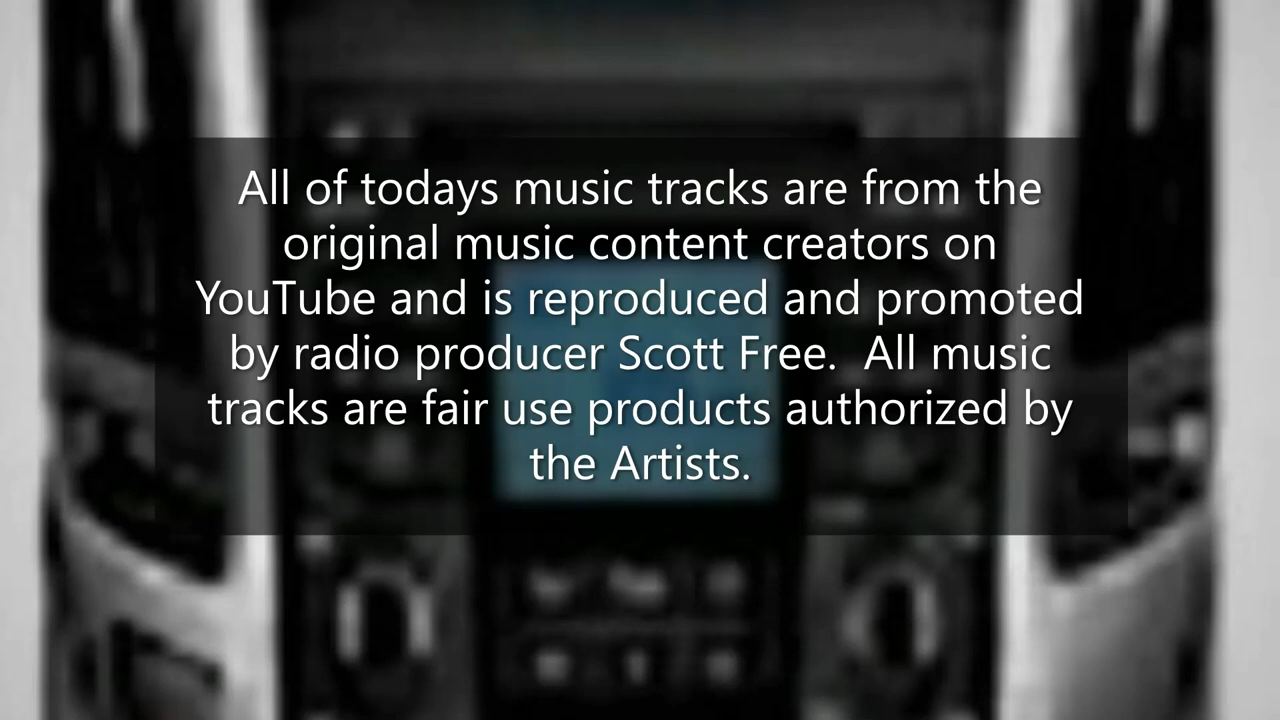 All of todays music tracks are from the
original music content creators on
YouTube and is reproduced and promoted
by radio producer Scott Free.  All music
tracks are fair use products authorized by
the Artists.